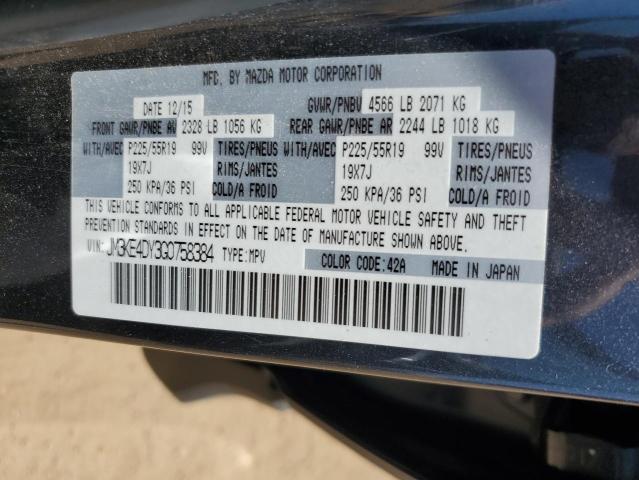 MFD. BY MAZDA MOTOR CORPORATION
DATE 12/15 GVWR/PNBV 4566 LB 2071 KG
FRONT GAWR/PNBE AV 2328 LB 1056 KG REAR GAWR/PNBE AR 2244 LB 1018 KG
WITH/AVEC P225/55R19 99V TIRES/PNEUS WITH/AVEC P225/55R19 99V TIRES/PNEUS
19X7J RIMS/JANTES 19X7J RIMS/JANTES
250 KPA/36 PSI COLD/A FROID 250 KPA/36 PSI COLD/A FROID
THIS VEHICLE CONFORMS TO ALL APPLICABLE FEDERAL MOTOR VEHICLE SAFETY AND THEFT
PREVENTION STANDARDS IN EFFECT ON THE DATE OF MANUFACTURE SHOWN ABOVE.
VIN: JM3KE4DY3G0758384 TYPE: MPV COLOR CODE: 42A MADE IN JAPAN